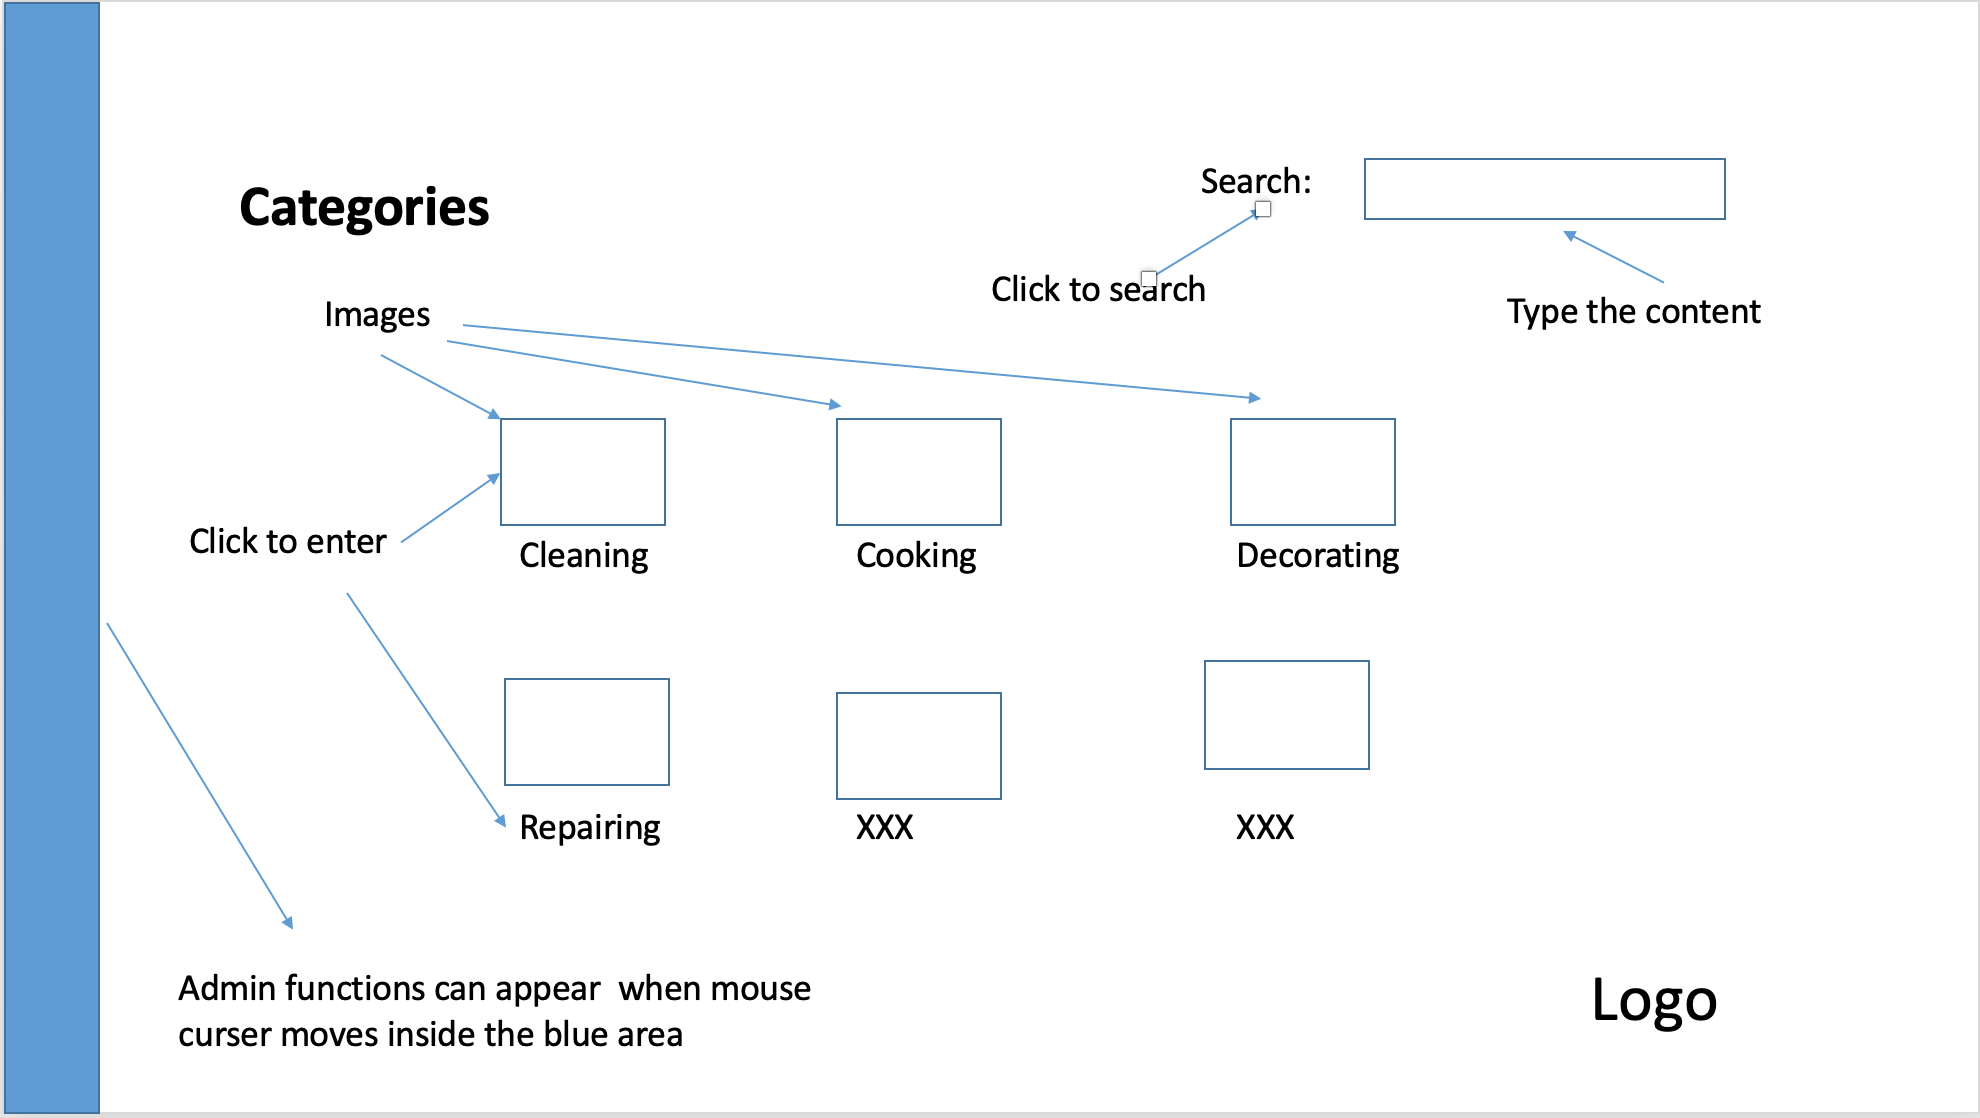 Categories
Search:
Click to search
Type the content
Images
Click to enter
Cleaning
Cooking
Decorating
Repairing
XXX
XXX
Admin functions can appear  when mouse
curser moves inside the blue area
Logo